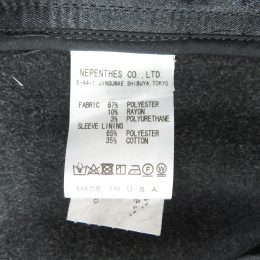 NEPENTHES CO., LTD.
5-44-1 JINGUMAE SHIBUYA TOKYO
FABRIC 87% POLYESTER
10% RAYON
3% POLYURETHANE
SLEEVE LINING
65% POLYESTER
35% COTTON
MADE IN U.S.A.